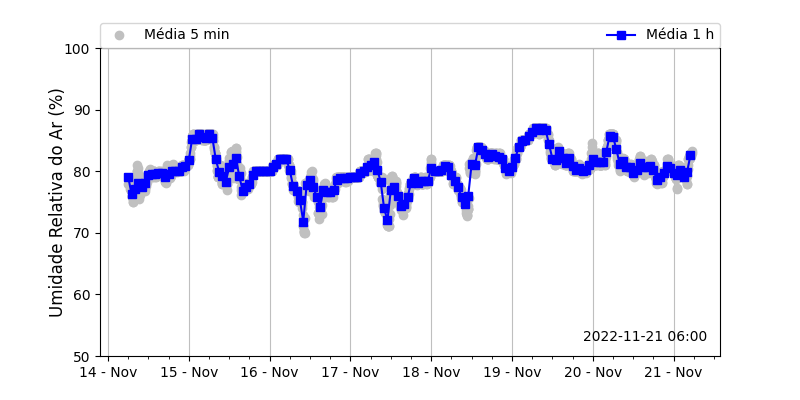 Média 5 min
Média 1 h
Umidade Relativa do Ar (%)
100
90
80
70
60
50
2022-11-21 06:00
14 - Nov
15 - Nov
16 - Nov
17 - Nov
18 - Nov
19 - Nov
20 - Nov
21 - Nov